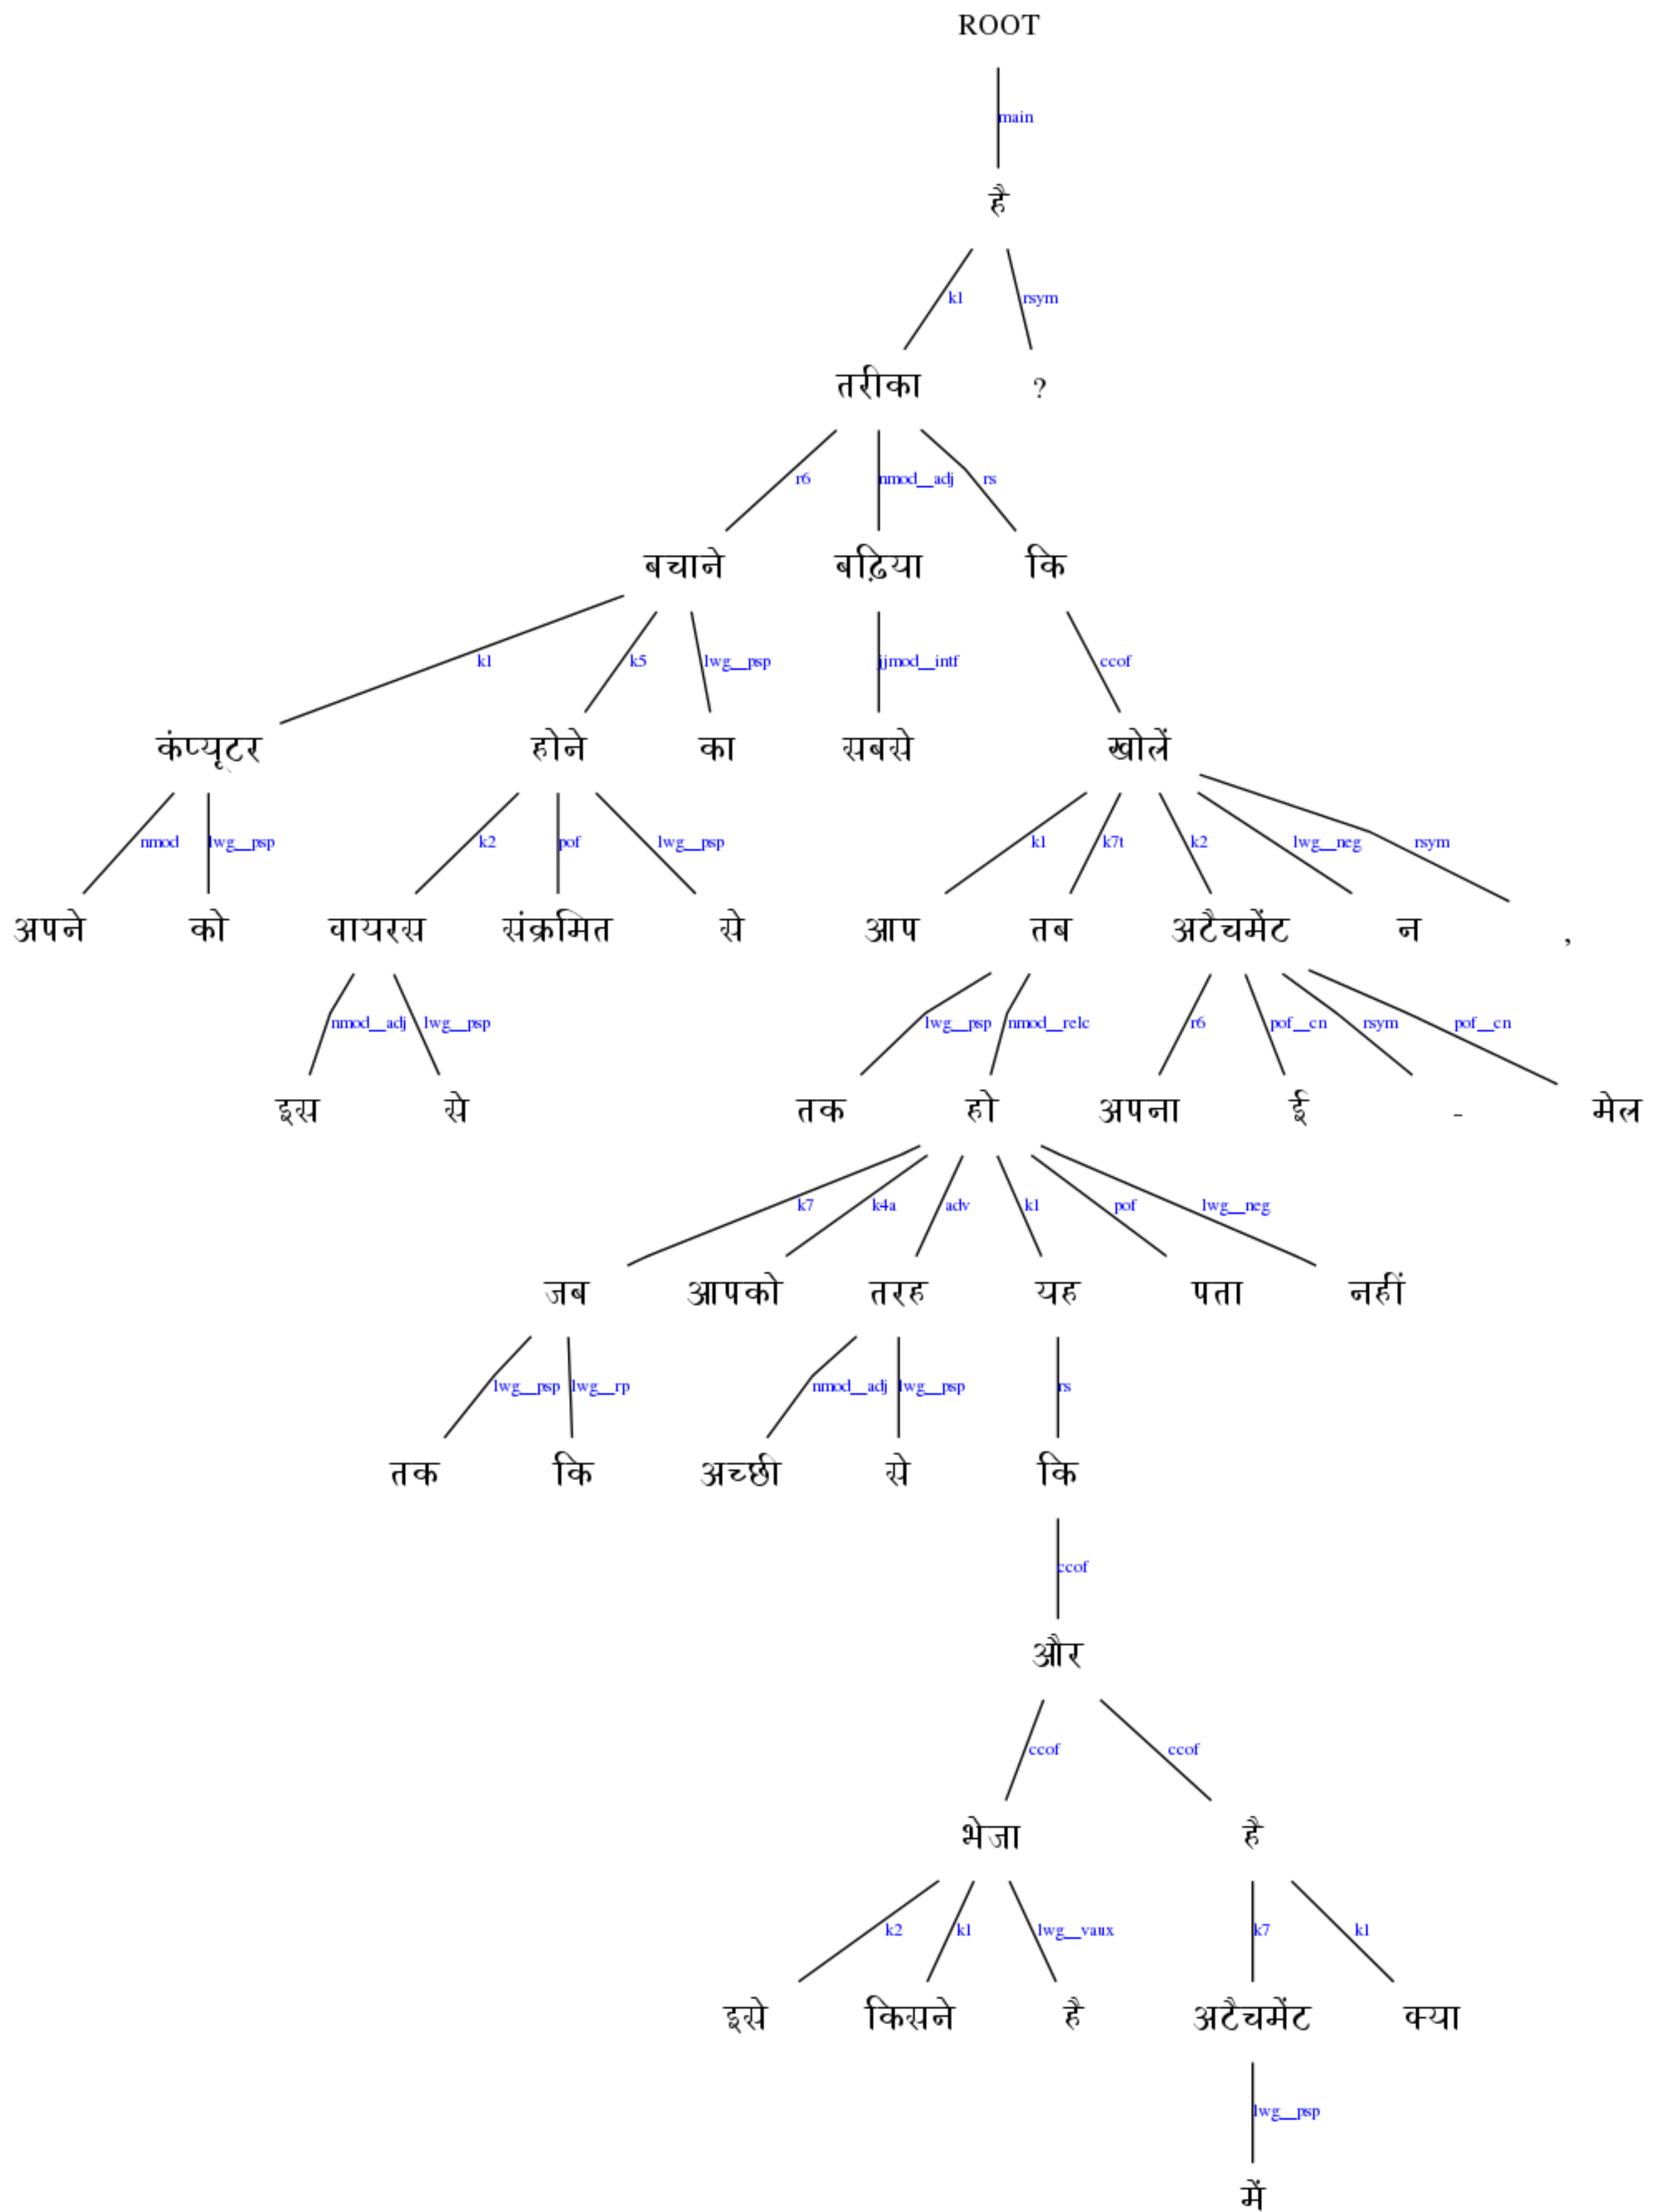 ROOT
main
है
k1 rsym
तरीका ?
r6 nmod__adj rs
बचाने बढ़िया कि
k1 k5 lwg__psp jjmod__intf ccof
कंप्यूटर होने का सबसे खोलें
nmod lwg__psp k2 pof lwg__psp k1 k7t k2 lwg__neg rsym
अपने को वायरस संक्रमित से आप तब अटैचमेंट न ,
nmod__adj lwg__psp lwg__psp nmod__relc r6 pof__cn rsym pof__cn
इस से तक हो अपना ई - मेल
k7 k4a adv k1 pof lwg__neg
जब आपको तरह यह पता नहीं
lwg__psp lwg__rp nmod__adj lwg__psp rs
तक कि अच्छी से कि
ccof
और
ccof ccof
भेजा है
k2 k1 lwg__vaux k7 k1
इसे किसने है अटैचमेंट क्या
lwg__psp
में